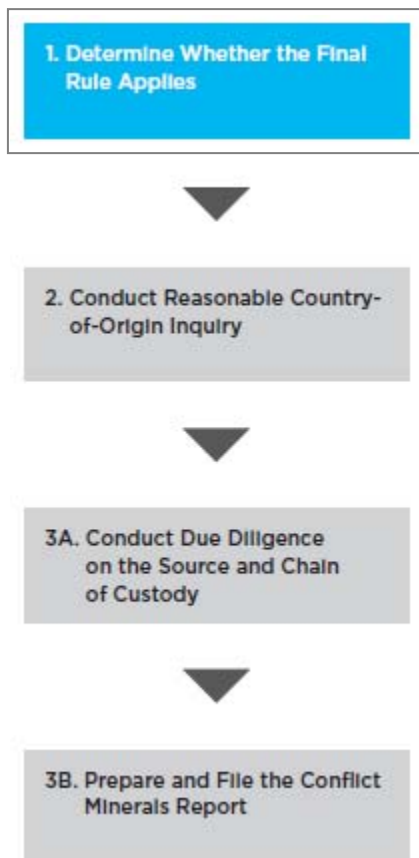 1. Determine Whether the Final
Rule Applies
2. Conduct Reasonable Country-
of-Origin Inquiry
3A. Conduct Due Diligence
on the Source and Chain
of Custody
3B. Prepare and File the Conflict
Minerals Report